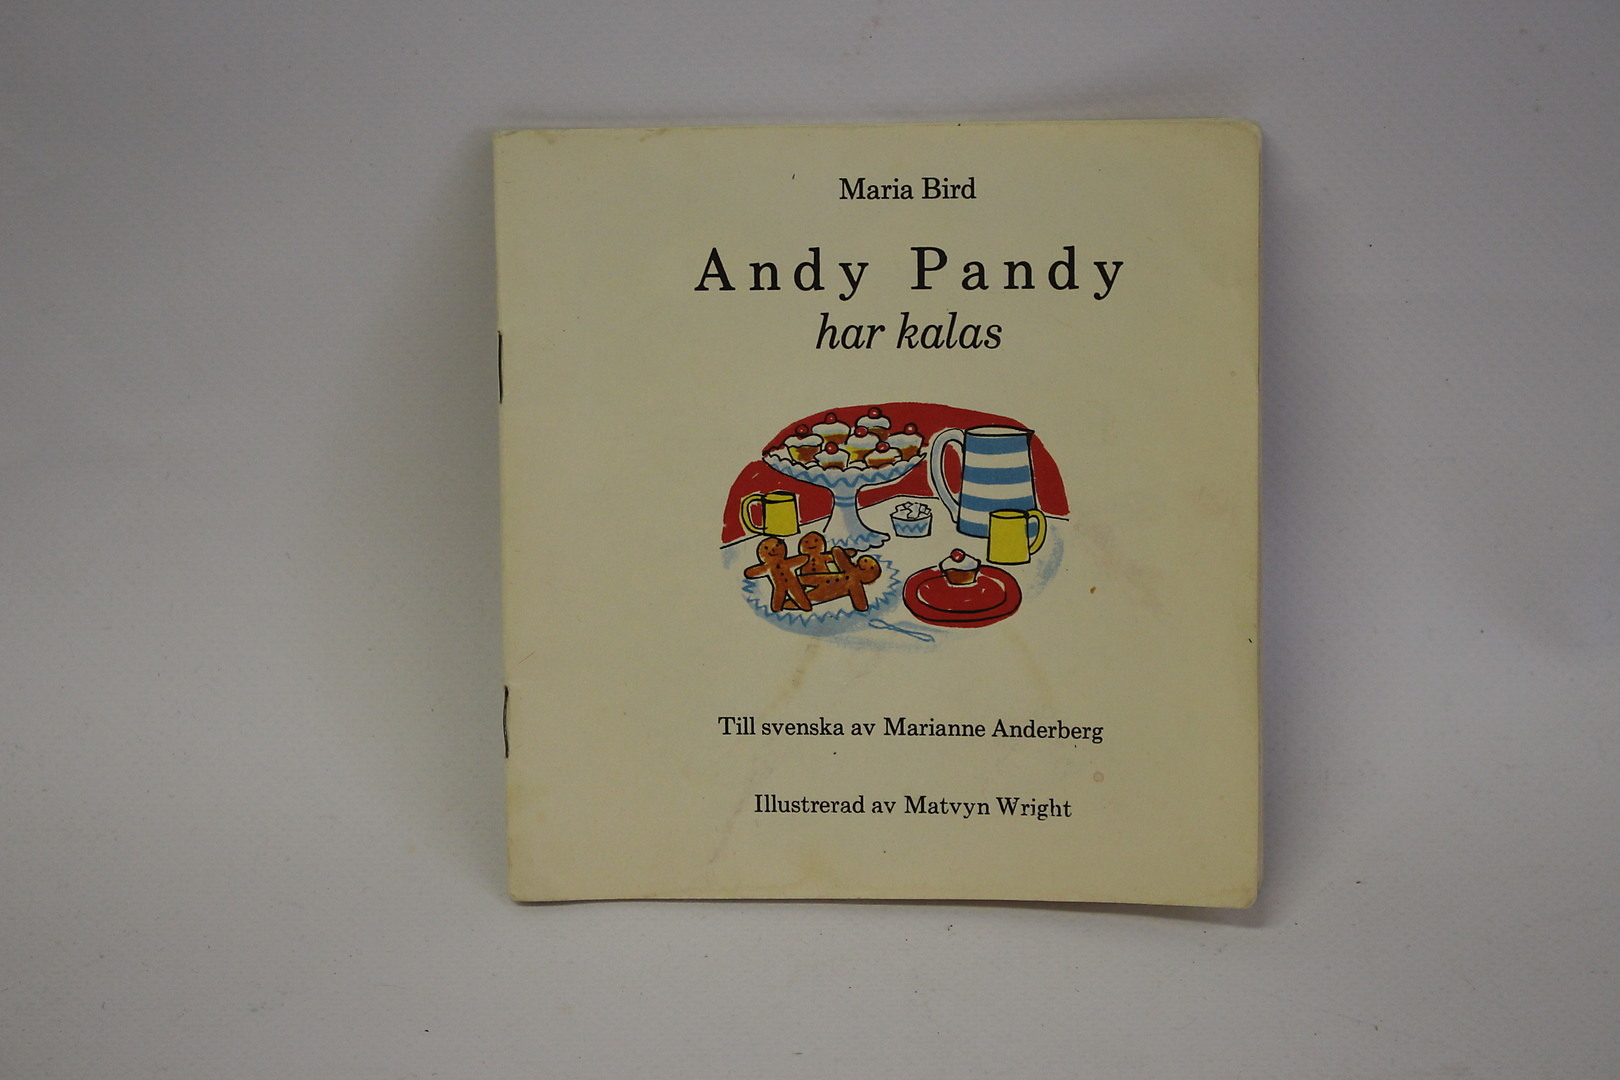 Maria Bird
Andy Pandy
har kalas
Till svenska av Marianne Anderberg
Illustrerad av Matvyn Wright